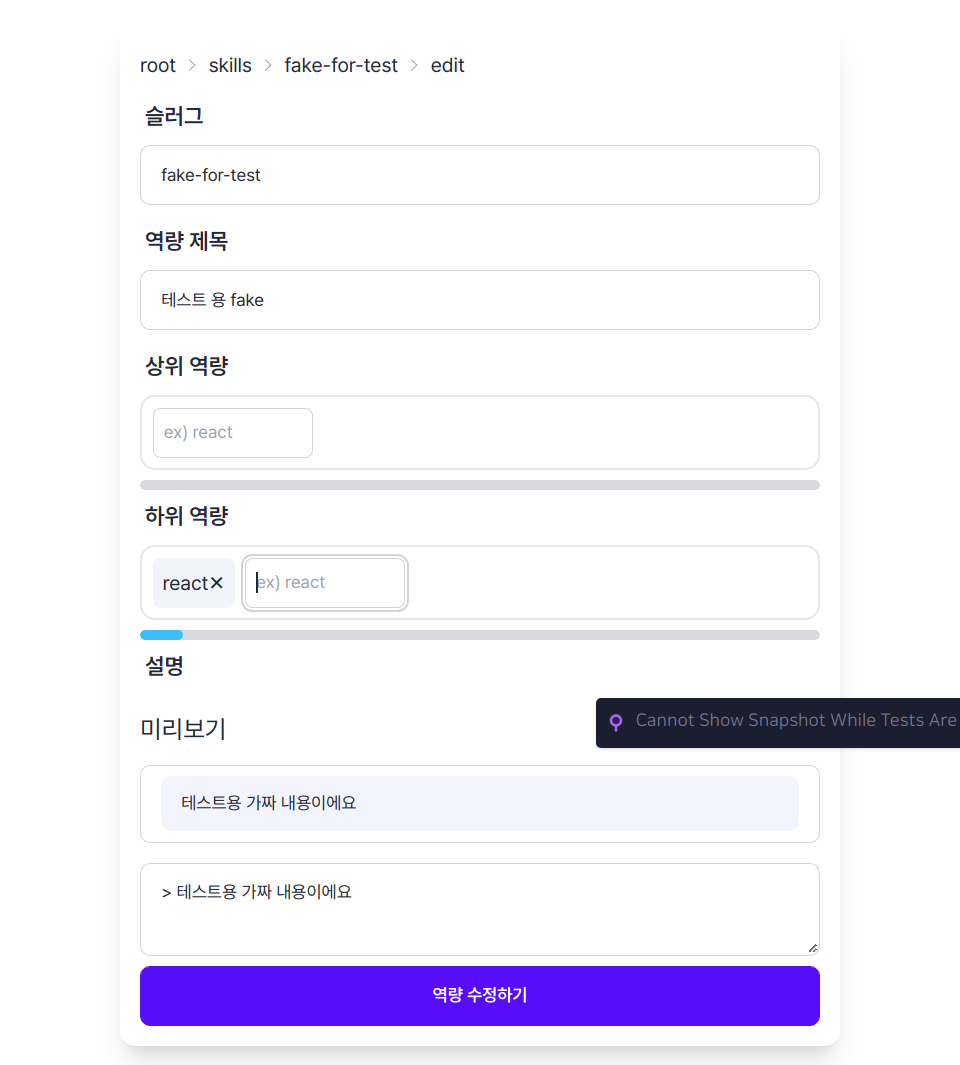 root > skills > fake-for-test > edit
슬러그
fake-for-test
역량 제목
테스트 용 fake
상위 역량
ex) react
하위 역량
react✕ ex) react
설명
미리보기
Cannot Show Snapshot While Tests Are
테스트용 가짜 내용이에요
> 테스트용 가짜 내용이에요
역량 수정하기